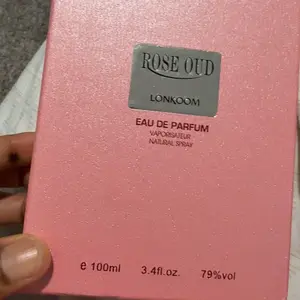 ROSE OUD
LONKOOM
EAU DE PARFUM
VAPORISATEUR
NATURAL SPRAY
e 100ml 3.4fl.oz. 79%vol